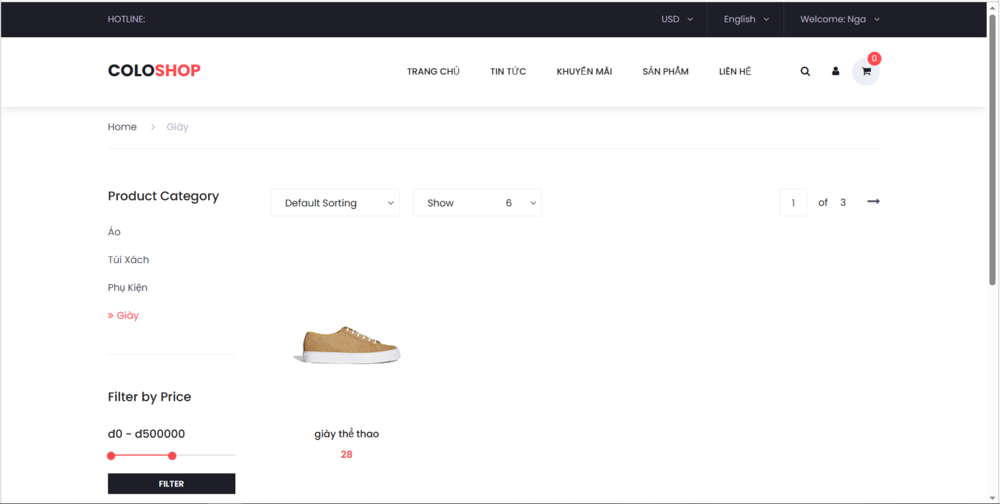 HOTLINE: USD English Welcome: Nga
COLOSHOP TRANG CHỦ TIN TỨC KHUYẾN MÃI SẢN PHẨM LIÊN HỆ 0
Home Giày
Product Category
Default Sorting Show 6 1 of 3
Áo
Túi Xách
Phụ Kiện
» Giày
Filter by Price
đ0 - đ500000
FILTER
giày thể thao
28